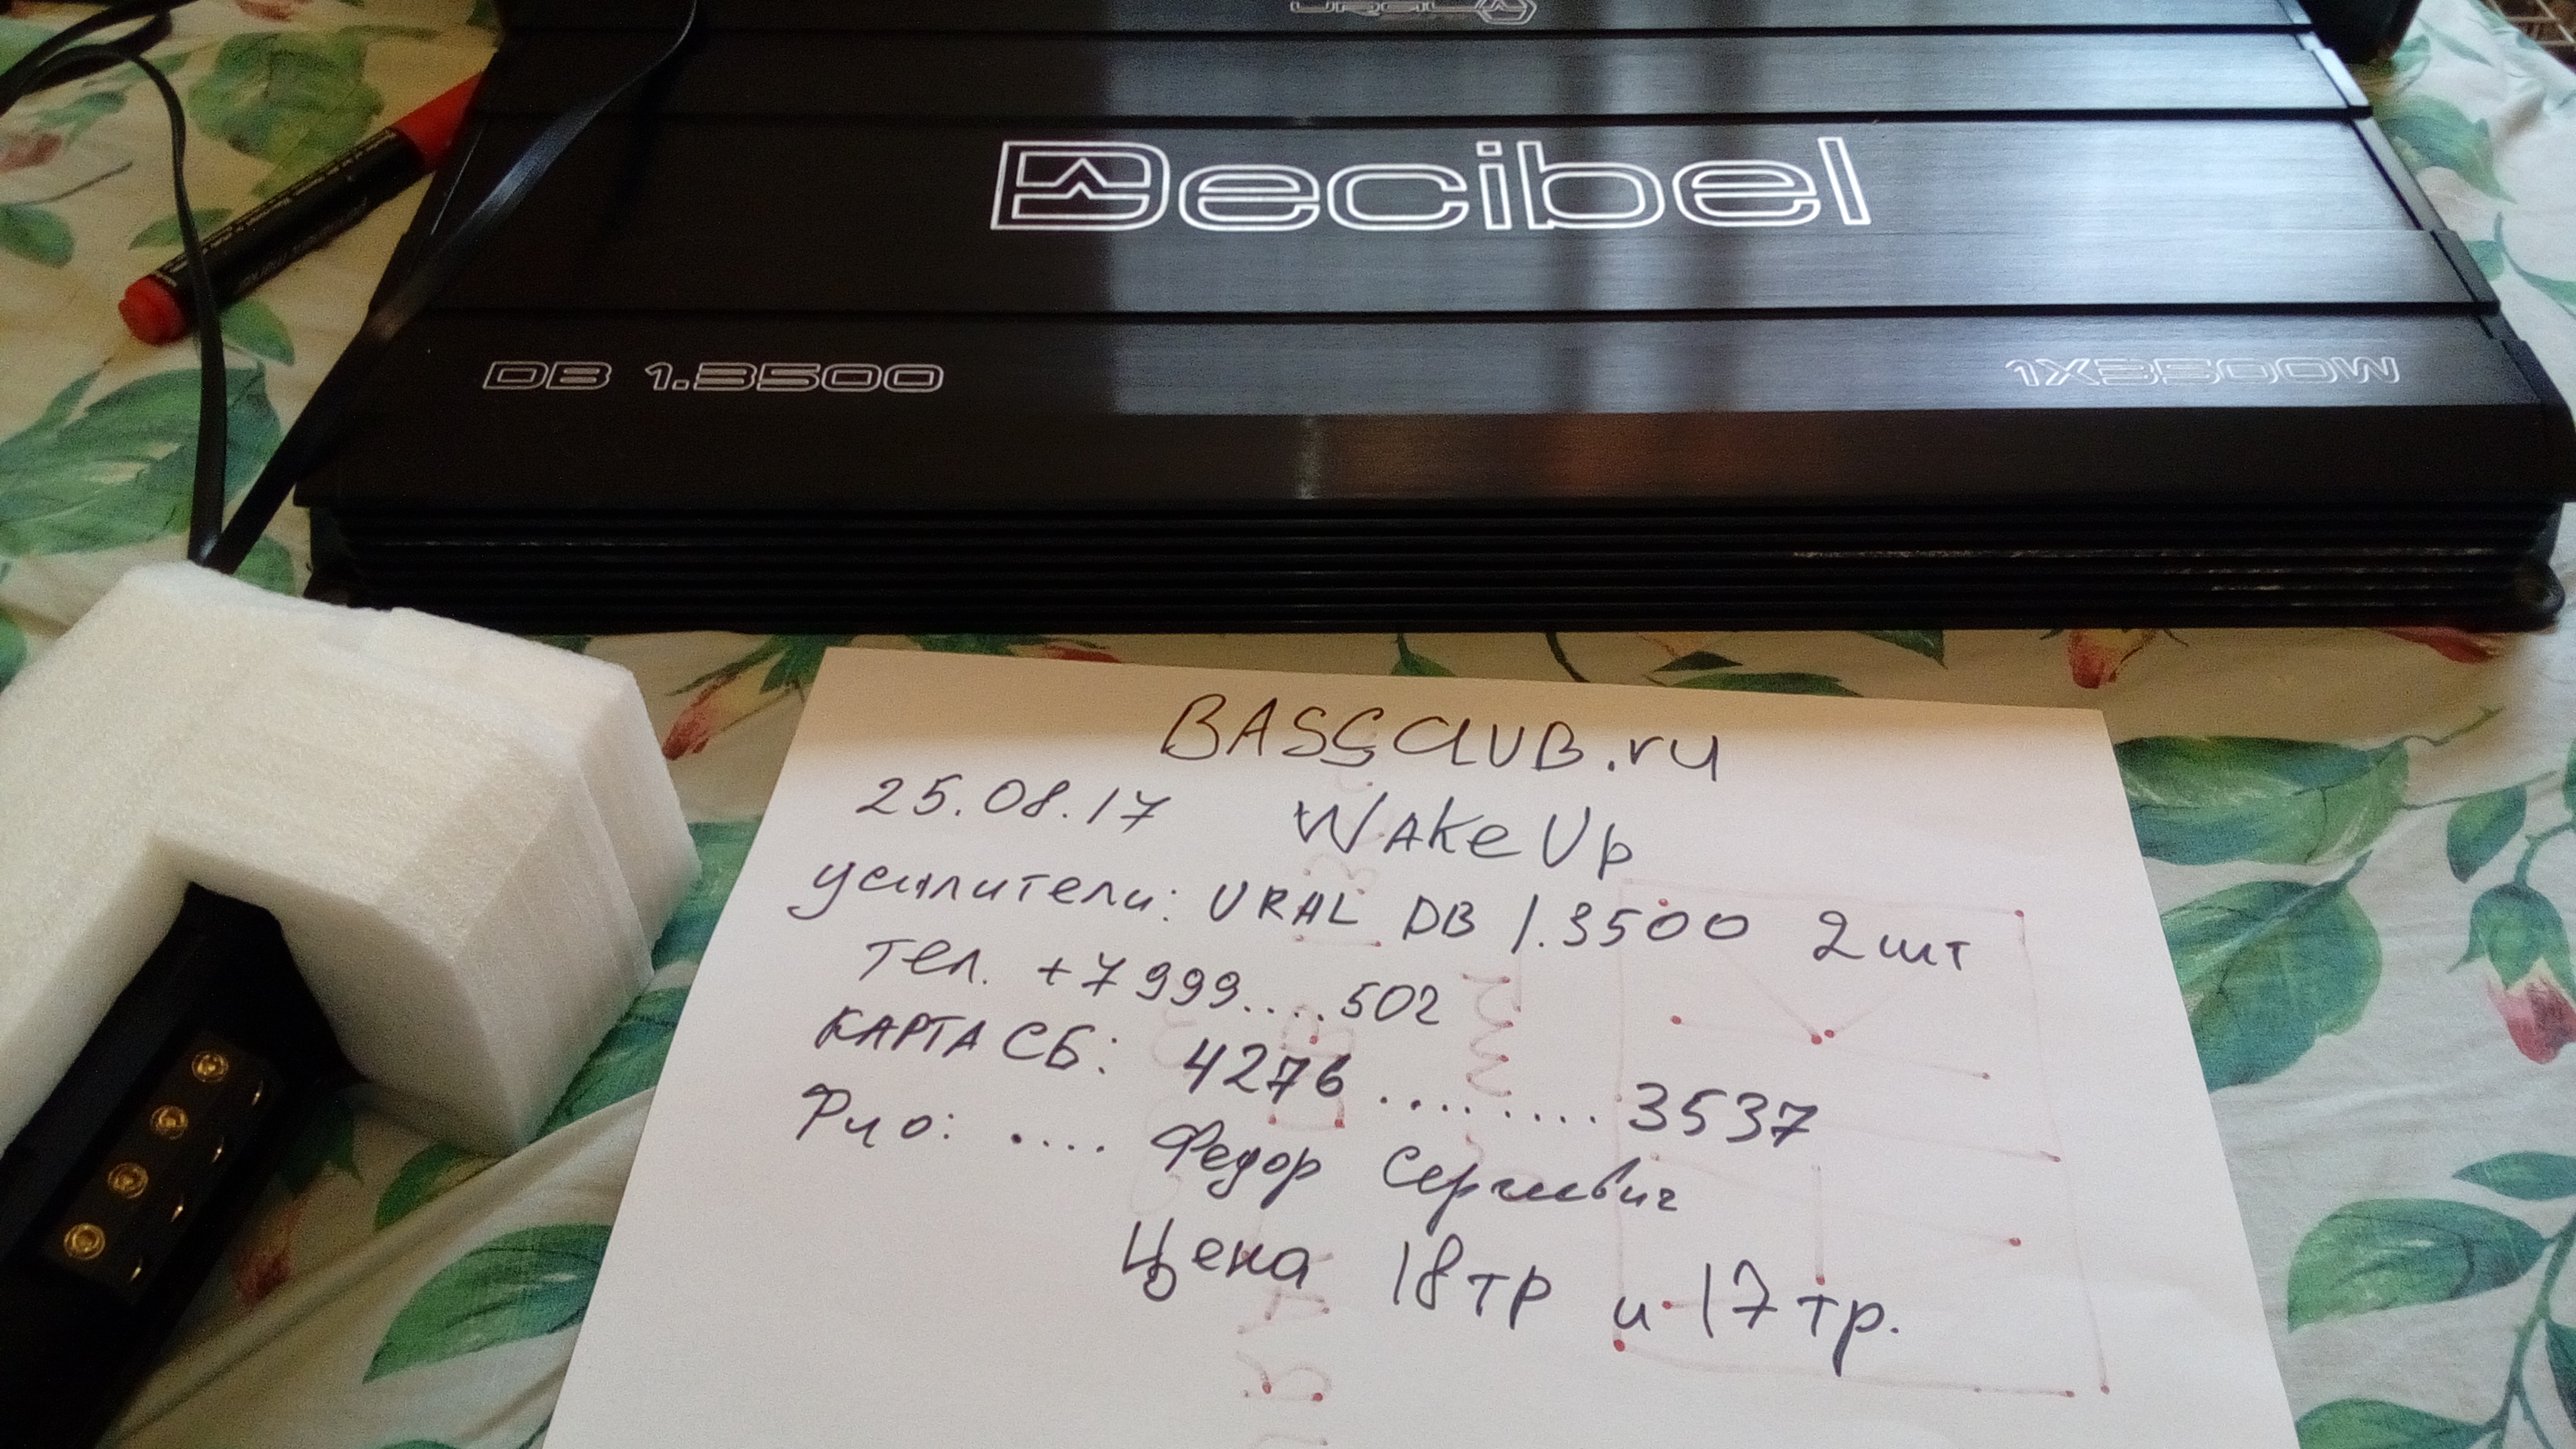 URAL
Decibel
DB 1.3500
1X3500W
BASSCLUB.ru
25.08.17 WAKeUp
усилители: URAL DB 1.3500 2шт
тел. +7999....502
КАРТА СБ: 4276.........3537
Фио: .... Федор Сергеевич
Цена 18тр и 17тр.